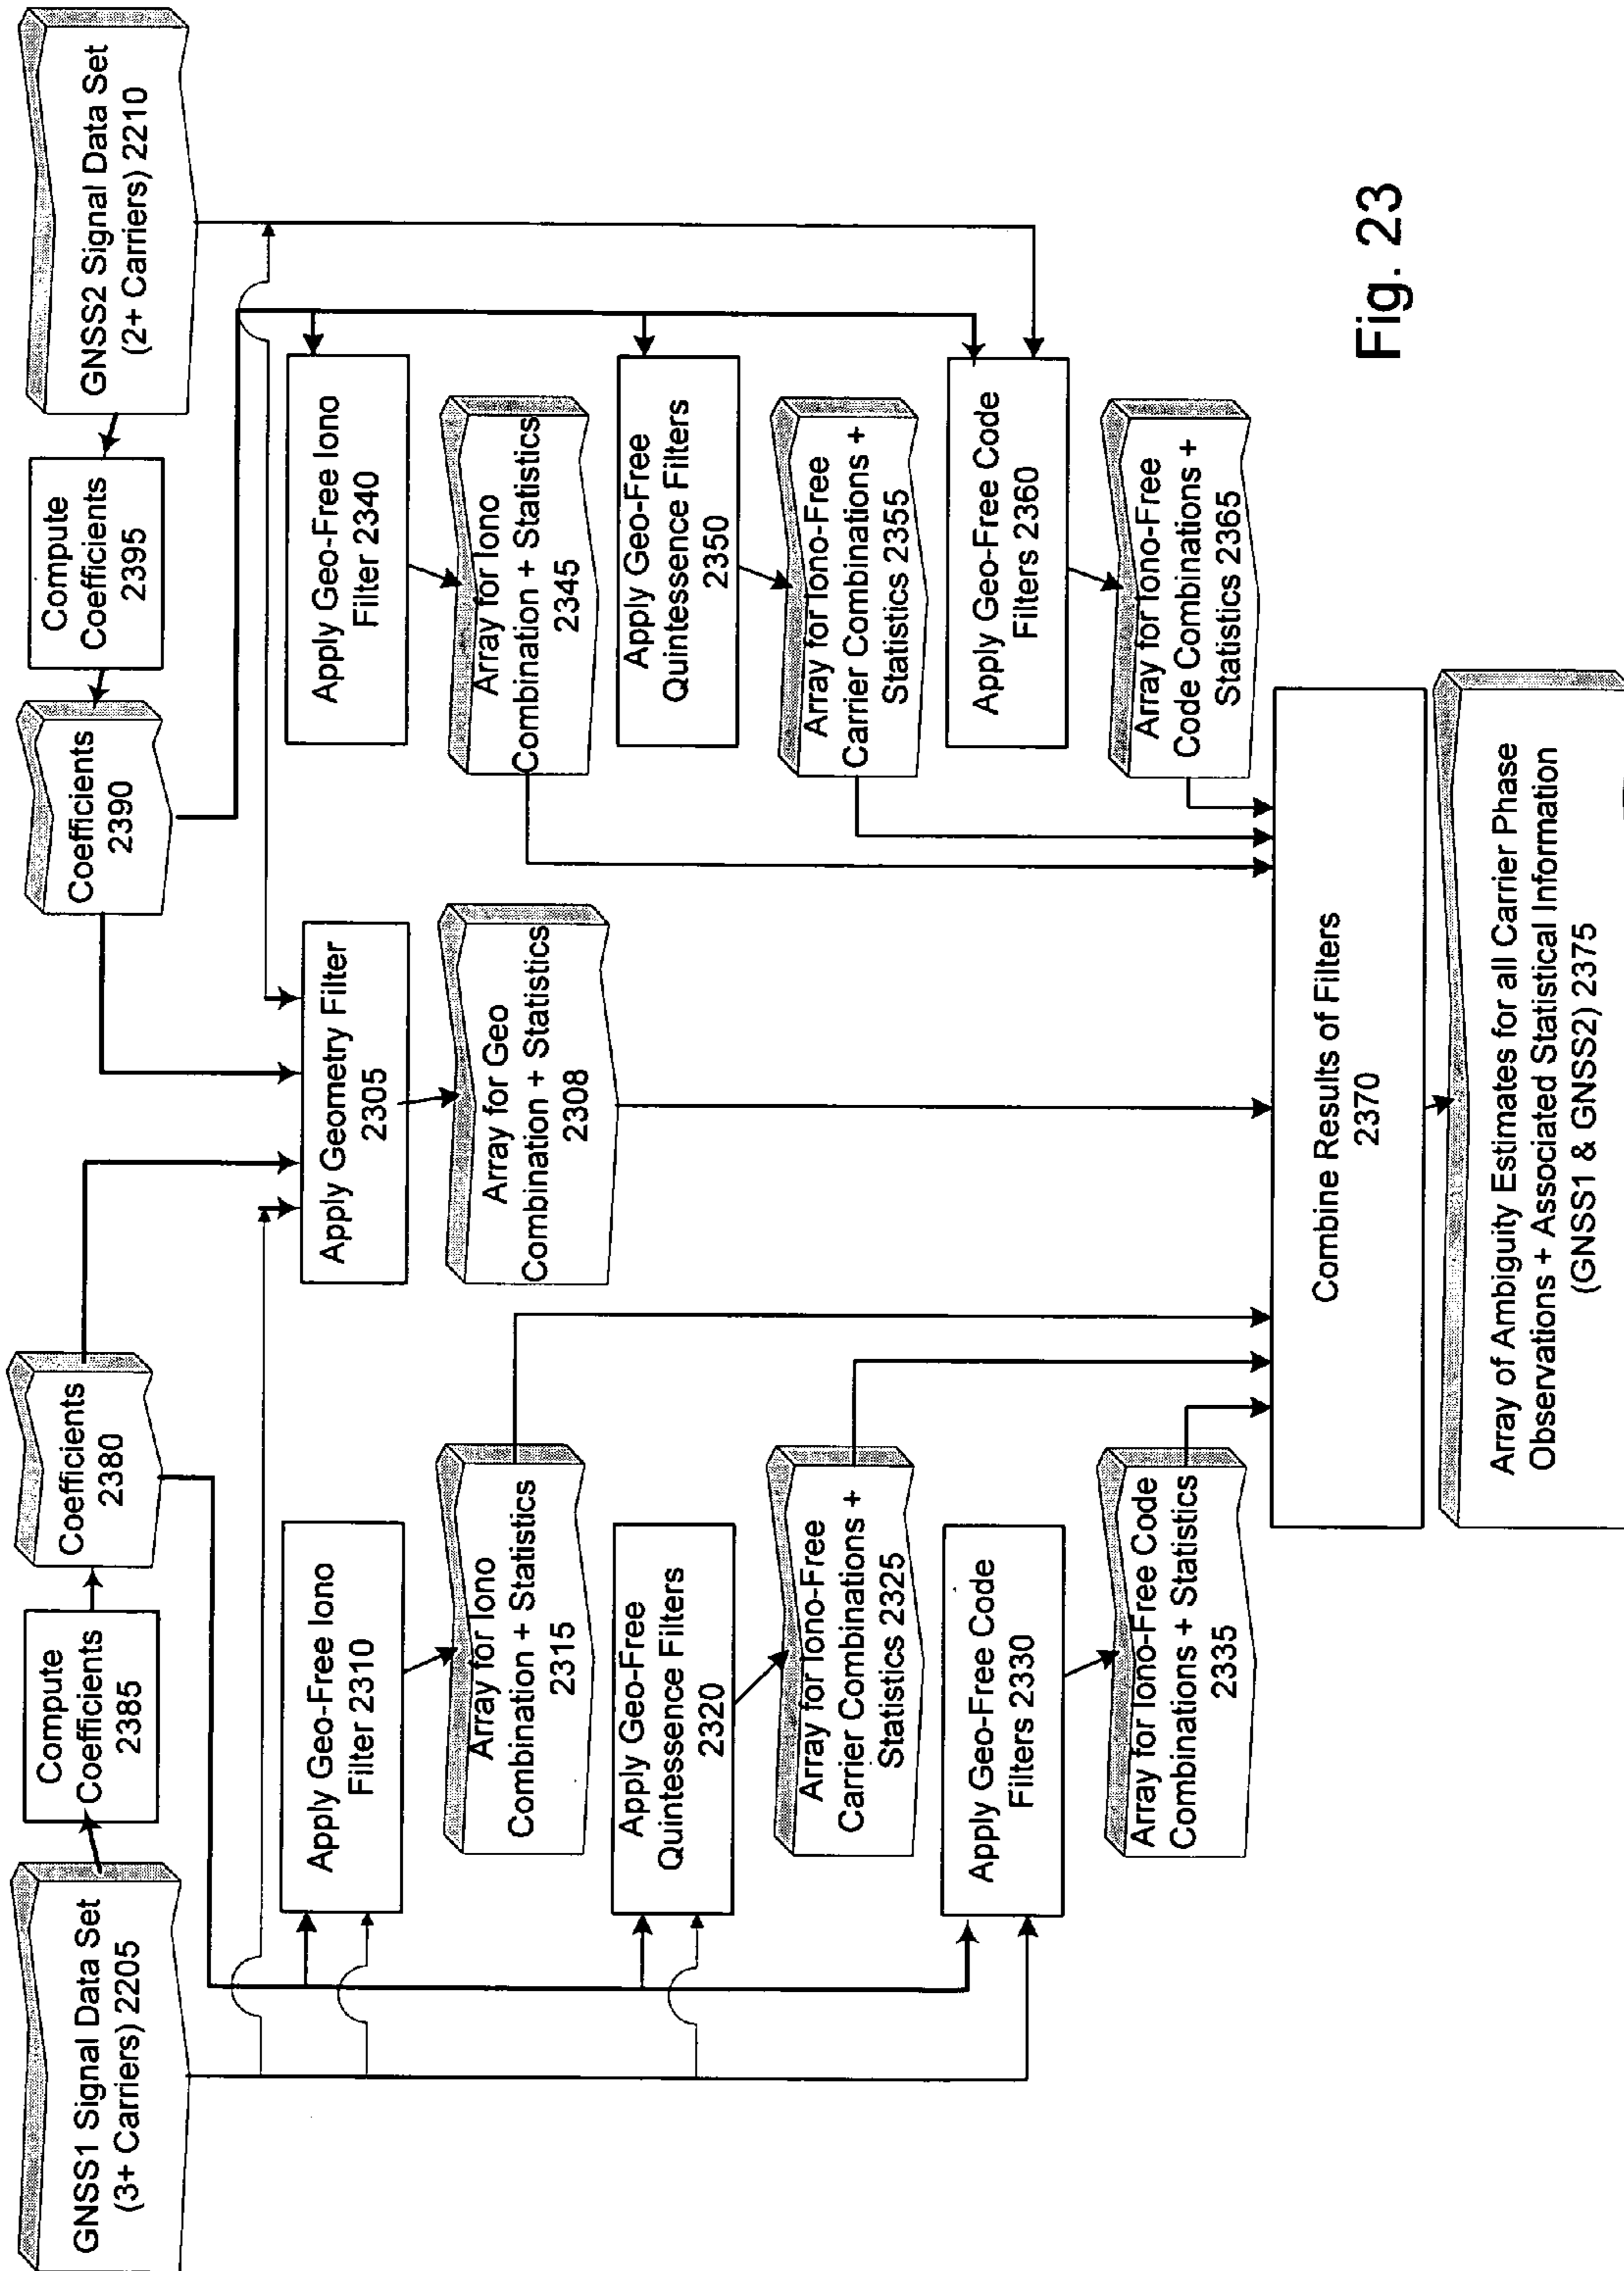 GNSS1 Signal Data Set
(3+ Carriers) 2205
Compute
Coefficients
2385
Coefficients
2380
Coefficients
2390
Compute
Coefficients
2395
GNSS2 Signal Data Set
(2+ Carriers) 2210
Apply Geo-Free Iono
Filter 2310
Array for Iono
Combination + Statistics
2315
Apply Geo-Free
Quintessence Filters
2320
Array for Iono-Free
Carrier Combinations +
Statistics 2325
Apply Geo-Free Code
Filters 2330
Array for Iono-Free Code
Combinations + Statistics
2335
Apply Geometry Filter
2305
Array for Geo
Combination + Statistics
2308
Apply Geo-Free Iono
Filter 2340
Array for Iono
Combination + Statistics
2345
Apply Geo-Free
Quintessence Filters
2350
Array for Iono-Free
Carrier Combinations +
Statistics 2355
Apply Geo-Free Code
Filters 2360
Array for Iono-Free
Code Combinations +
Statistics 2365
Combine Results of Filters
2370
Array of Ambiguity Estimates for all Carrier Phase
Observations + Associated Statistical Information
(GNSS1 & GNSS2) 2375
Fig. 23